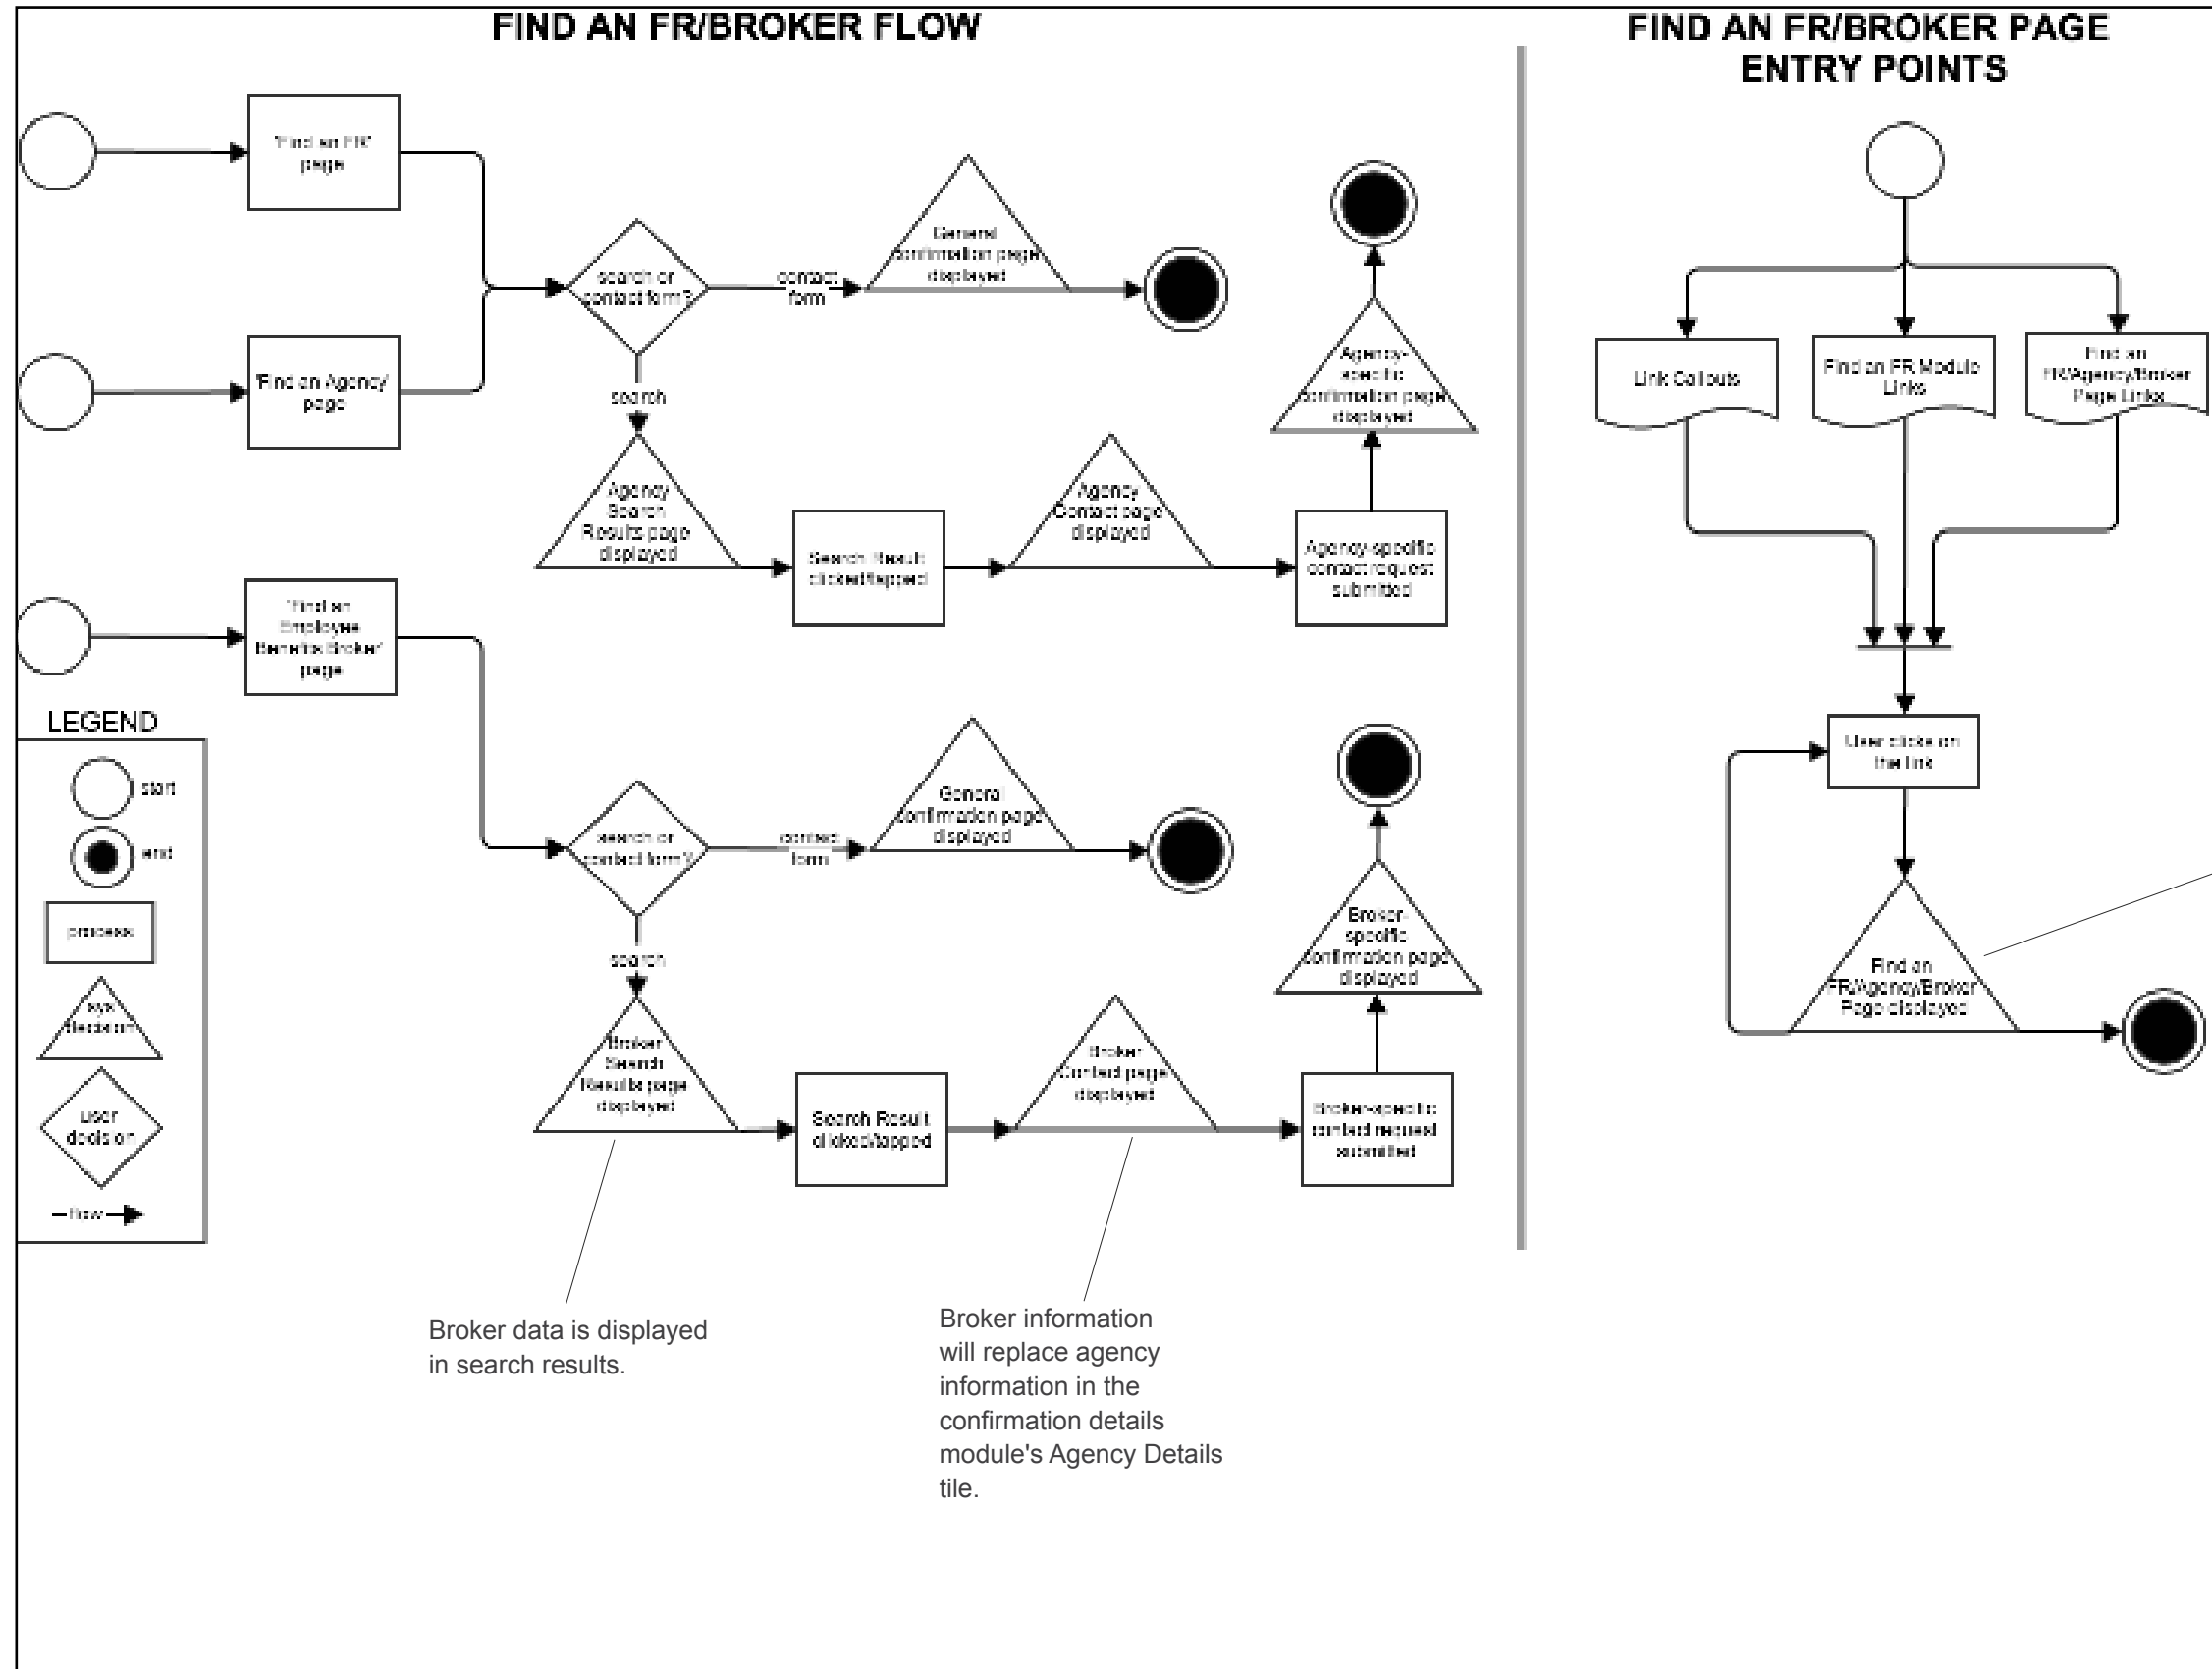 FIND AN FR/BROKER FLOW
'Find an FR'
page
search or
contact form?
contact
form
General
confirmation page
displayed
'Find an Agency'
page
search
Agency
Search
Results page
displayed
Search Result
clicked/tapped
Agency
Contact page
displayed
Agency-specific
contact request
submitted
Agency-
specific
confirmation page
displayed
'Find an
Employee
Benefits Broker'
page
search or
contact form?
contact
form
General
confirmation page
displayed
search
Broker
Search
Results page
displayed
Search Result
clicked/tapped
Broker
Contact page
displayed
Broker-specific
contact request
submitted
Broker-
specific
confirmation page
displayed
LEGEND
start
end
process
sys
decision
user
decision
flow
Broker data is displayed
in search results.
Broker information
will replace agency
information in the
confirmation details
module's Agency Details
tile.
FIND AN FR/BROKER PAGE
ENTRY POINTS
Link Callouts
Find an FR Module
Links
Find an
FR/Agency/Broker
Page Links
User clicks on
the link
Find an
FR/Agency/Broker
Page displayed